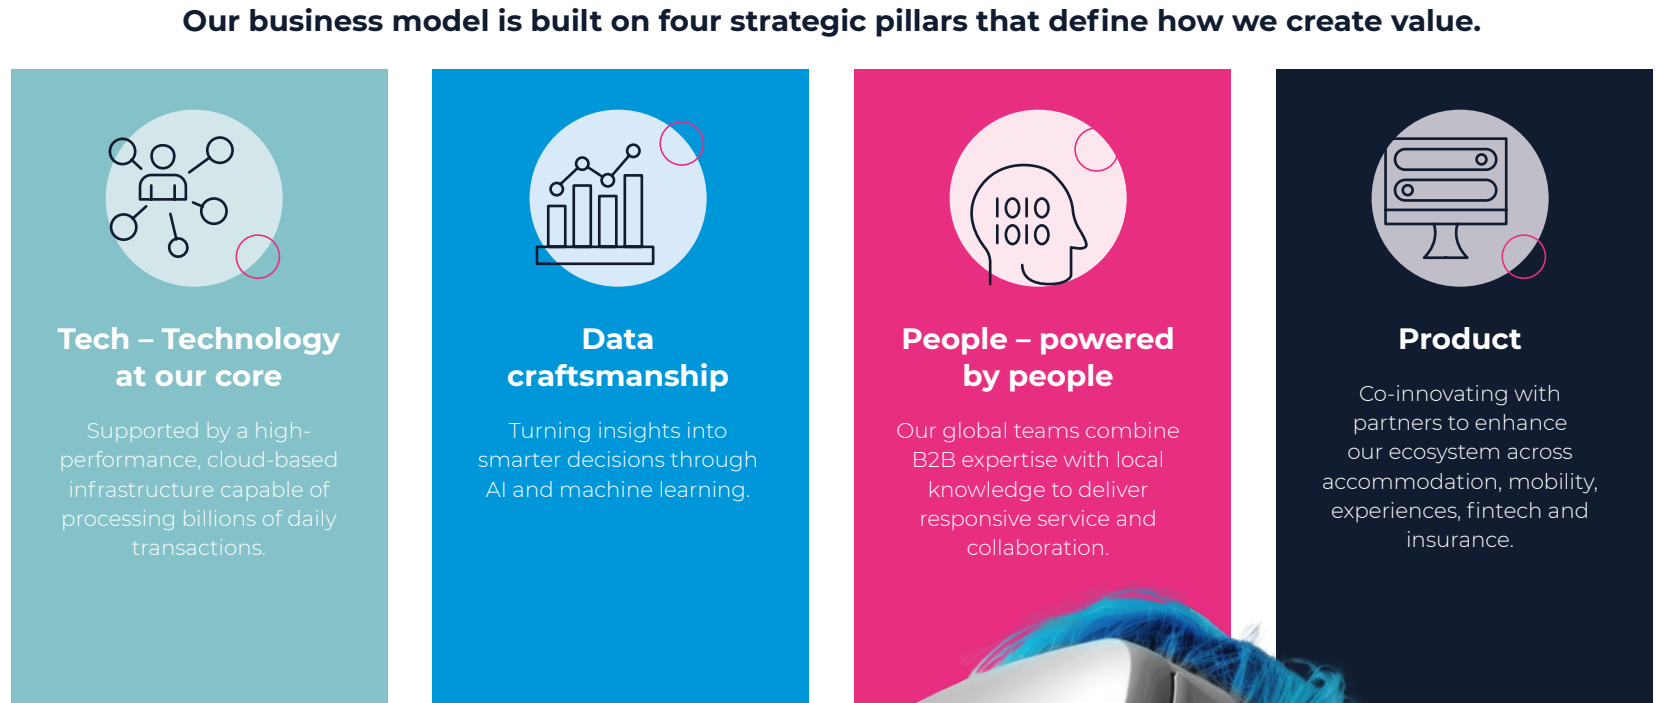 Our business model is built on four strategic pillars that define how we create value.
1010
1010
Tech – Technology
at our core
Supported by a high-
performance, cloud-based
infrastructure capable of
processing billions of daily
transactions.
Data
craftsmanship
Turning insights into
smarter decisions through
AI and machine learning.
People – powered
by people
Our global teams combine
B2B expertise with local
knowledge to deliver
responsive service and
collaboration.
Product
Co-innovating with
partners to enhance
our ecosystem across
accommodation, mobility,
experiences, fintech and
insurance.